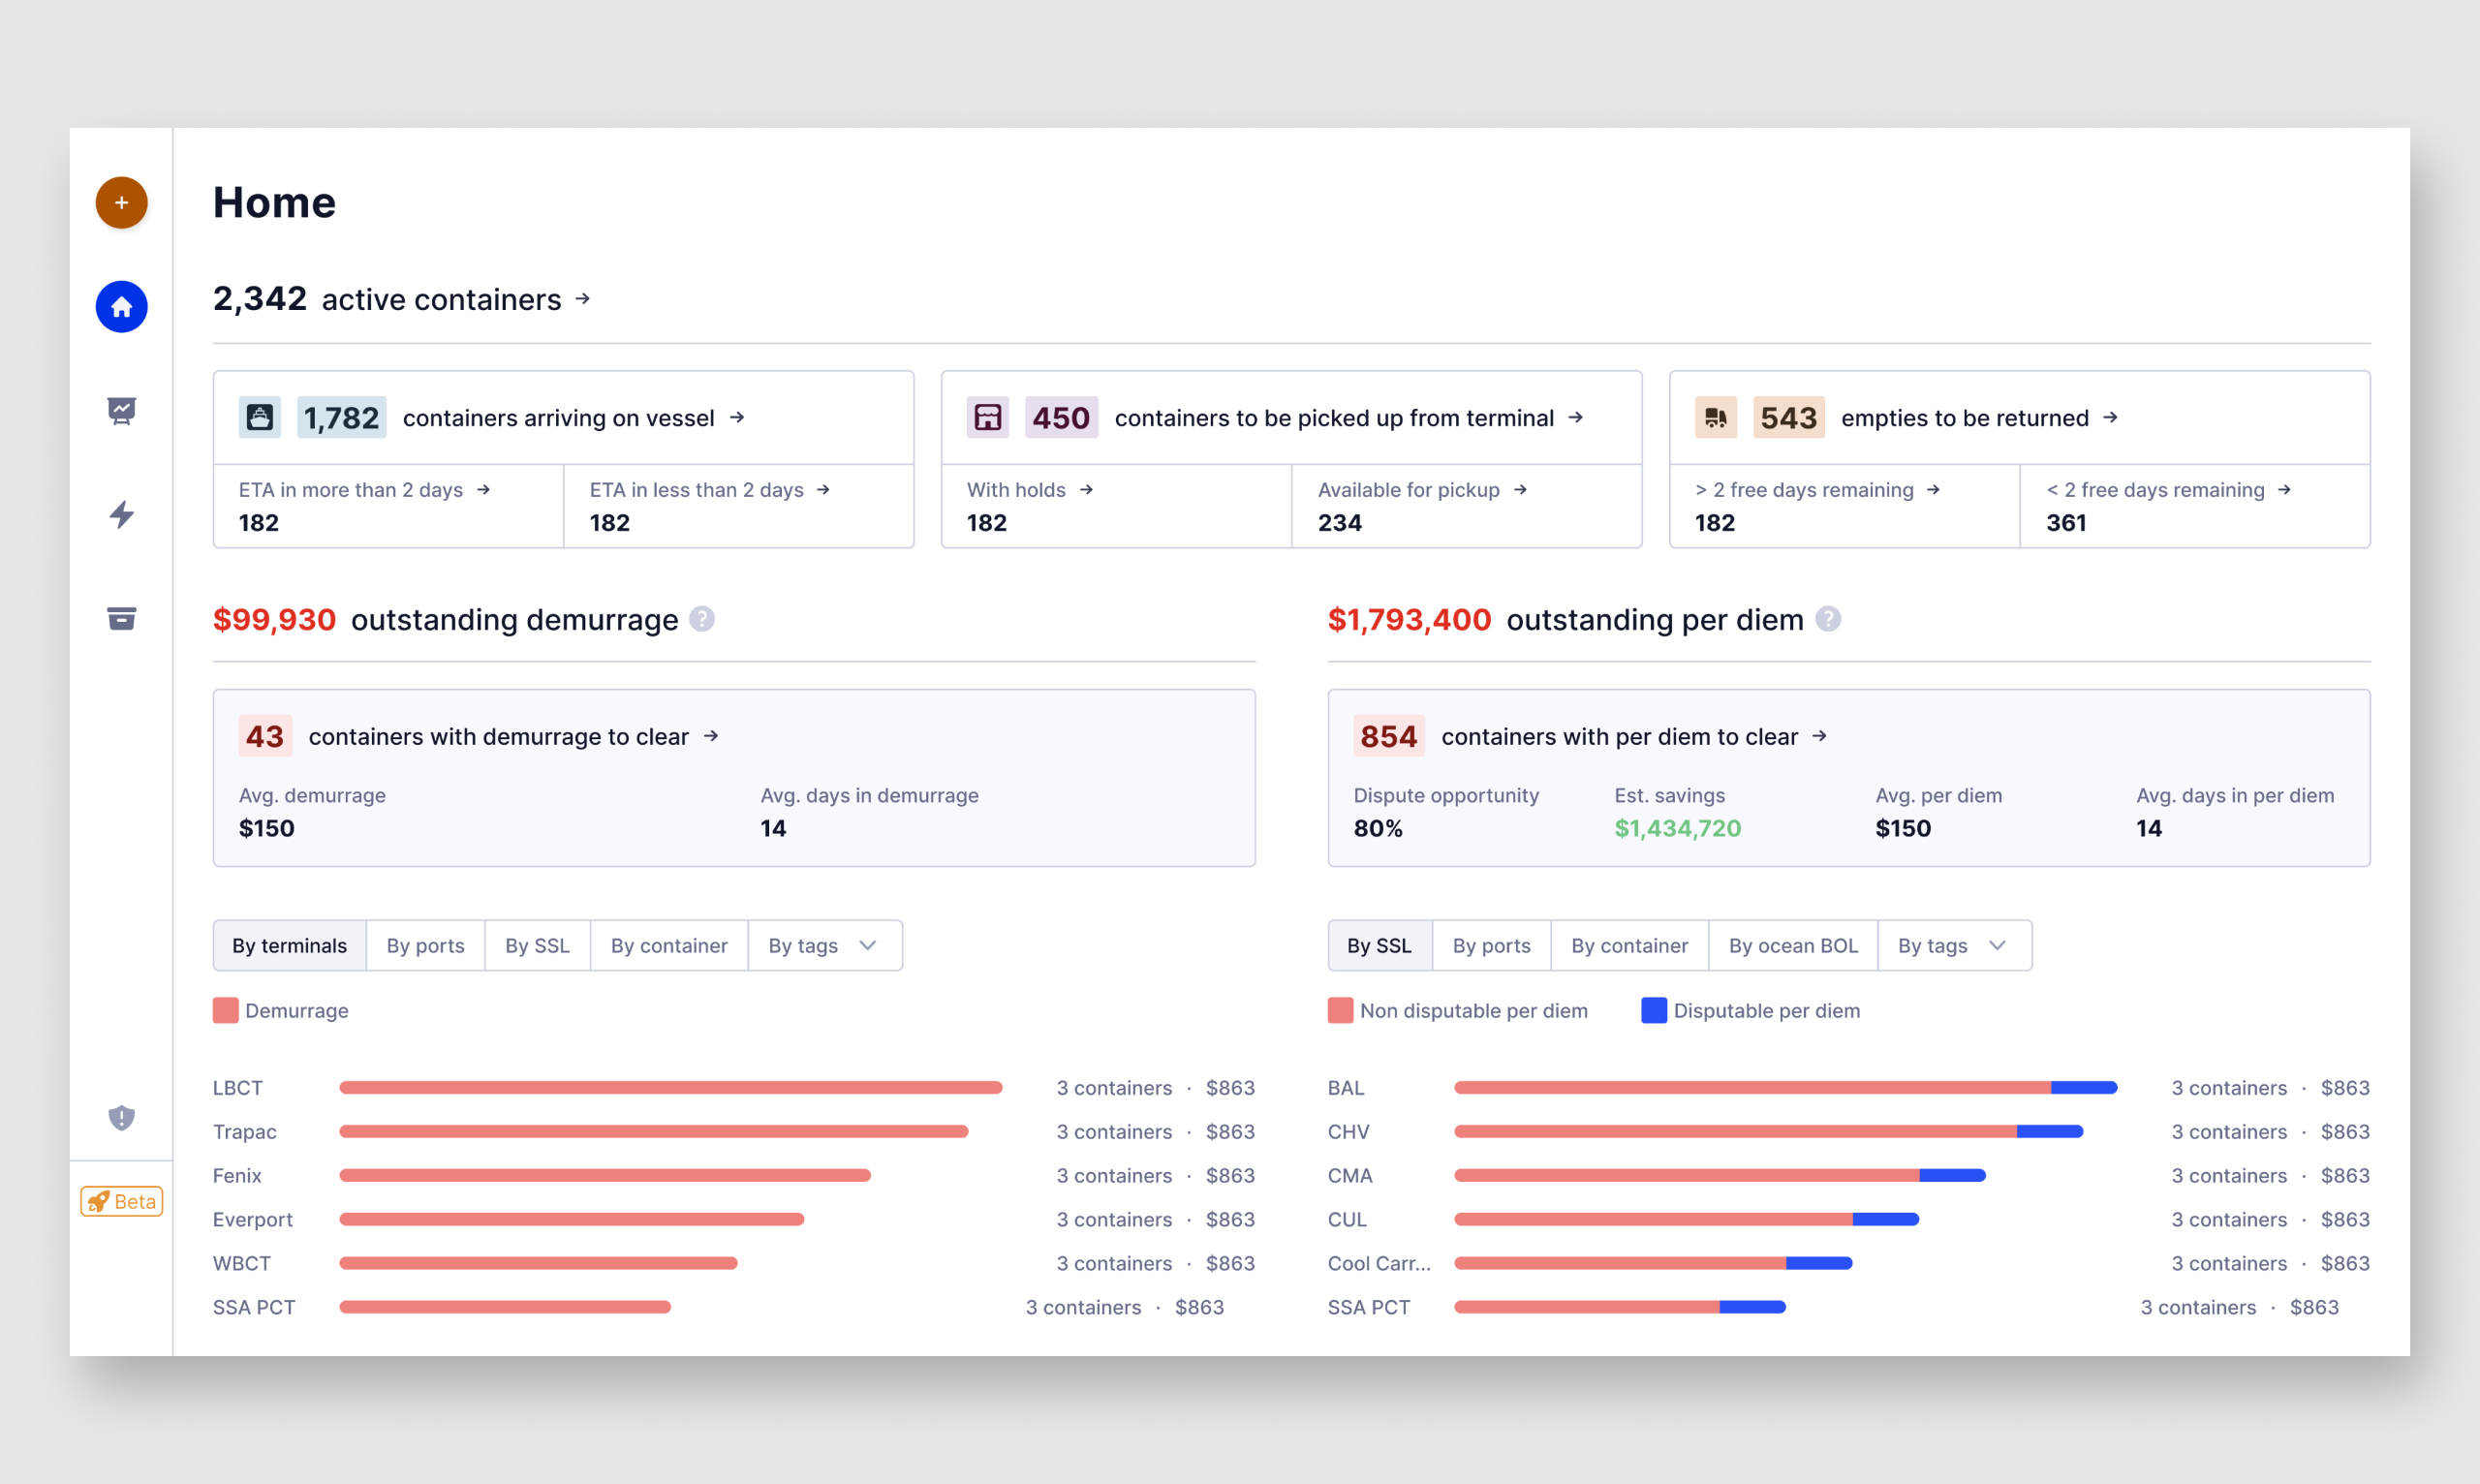 Home
2,342 active containers →
1,782 containers arriving on vessel →
ETA in more than 2 days →
182
ETA in less than 2 days →
182
450 containers to be picked up from terminal →
With holds →
182
Available for pickup →
234
543 empties to be returned →
> 2 free days remaining →
182
< 2 free days remaining →
361
$99,930 outstanding demurrage ?
43 containers with demurrage to clear →
Avg. demurrage
$150
Avg. days in demurrage
14
By terminals By ports By SSL By container By tags
Demurrage
LBCT 3 containers · $863
Trapac 3 containers · $863
Fenix 3 containers · $863
Everport 3 containers · $863
WBCT 3 containers · $863
SSA PCT 3 containers · $863
$1,793,400 outstanding per diem ?
854 containers with per diem to clear →
Dispute opportunity
80%
Est. savings
$1,434,720
Avg. per diem
$150
Avg. days in per diem
14
By SSL By ports By container By ocean BOL By tags
Non disputable per diem Disputable per diem
BAL 3 containers · $863
CHV 3 containers · $863
CMA 3 containers · $863
CUL 3 containers · $863
Cool Carr... 3 containers · $863
SSA PCT 3 containers · $863
Beta